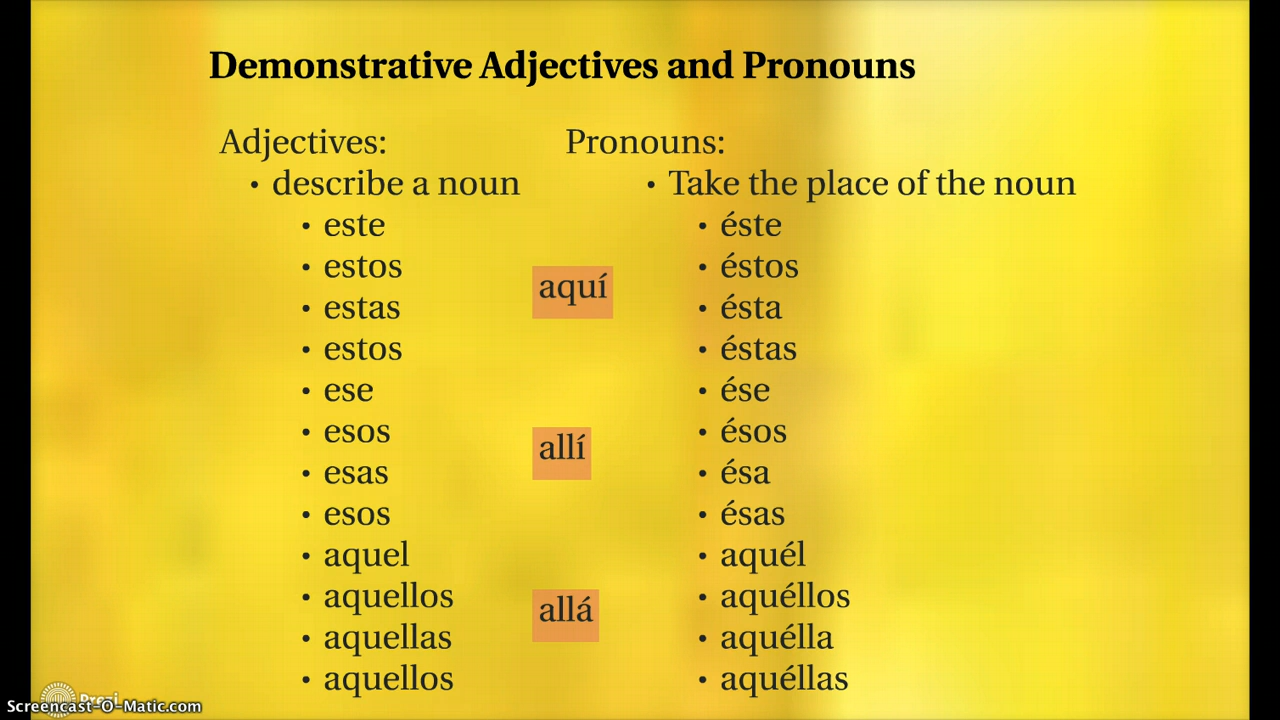 Demonstrative Adjectives and Pronouns
Adjectives:
• describe a noun
• este
• estos
• estas
• estos
• ese
• esos
• esas
• esos
• aquel
• aquellos
• aquellas
• aquellos
aquí
allí
allá
Pronouns:
• Take the place of the noun
• éste
• éstos
• ésta
• éstas
• ése
• ésos
• ésa
• ésas
• aquél
• aquéllos
• aquélla
• aquéllas
Prezi
Screencast-O-Matic.com